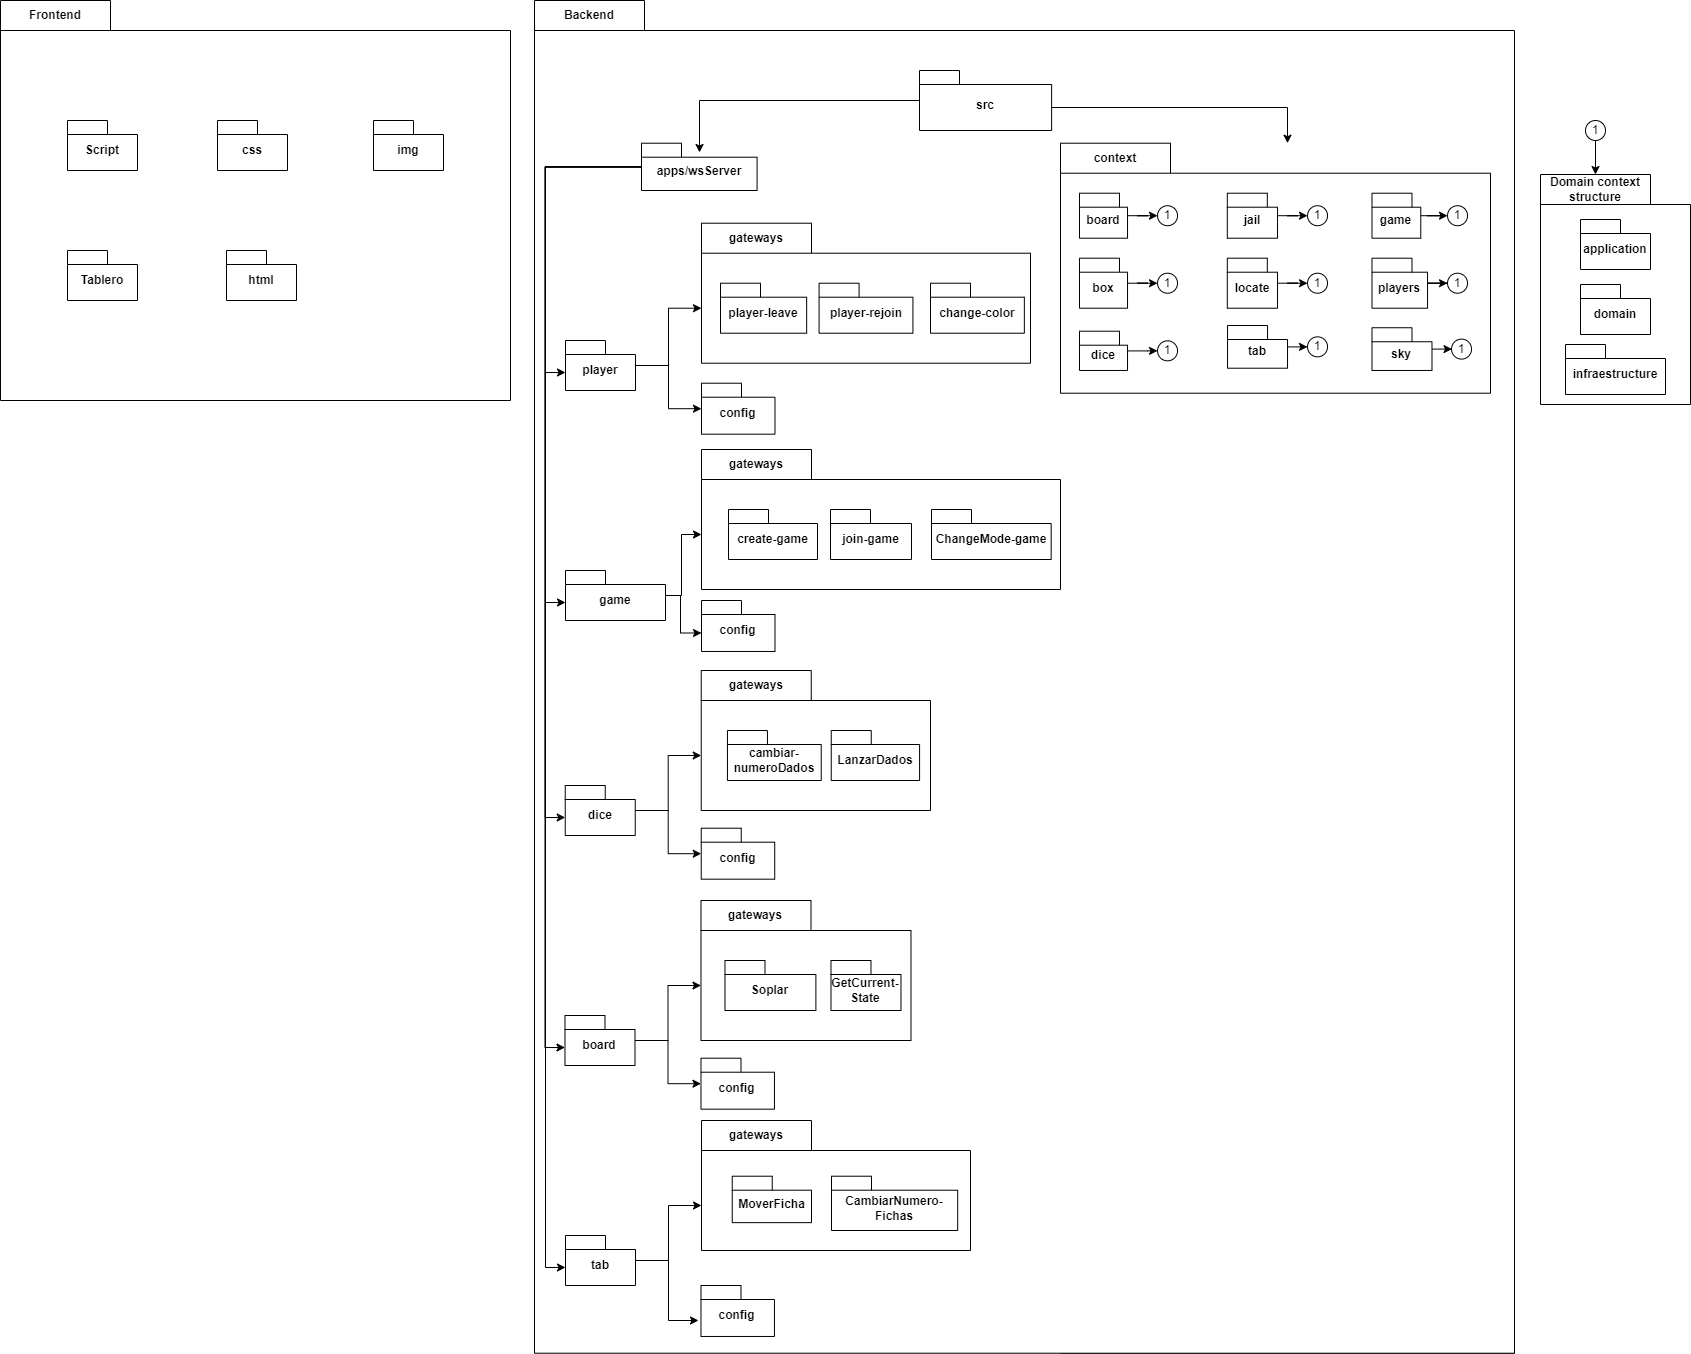 Frontend
Script
css
img
Tablero
html
Backend
src
apps/wsServer
context
board
1
jail
1
game
1
box
1
locate
1
players
1
dice
1
tab
1
sky
1
player
gateways
player-leave
player-rejoin
change-color
config
game
gateways
create-game
join-game
ChangeMode-game
config
dice
gateways
cambiar-
numeroDados
LanzarDados
config
board
gateways
Soplar
GetCurrent-
State
config
tab
gateways
MoverFicha
CambiarNumero-
Fichas
config
1
Domain context
structure
application
domain
infraestructure